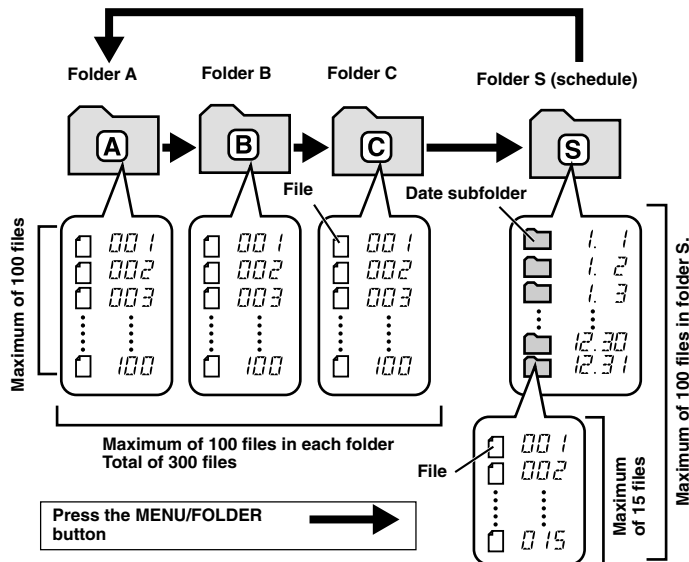 Folder A
Folder B
Folder C
Folder S (schedule)
A
B
C
S
File
Date subfolder
Maximum of 100 files
001
002
003
100
001
002
003
100
001
002
003
100
1. 1
1. 2
1. 3
12.30
12.31
Maximum of 100 files in folder S.
Maximum of 100 files in each folder
Total of 300 files
File
001
002
015
Maximum
of 15 files
Press the MENU/FOLDER
button